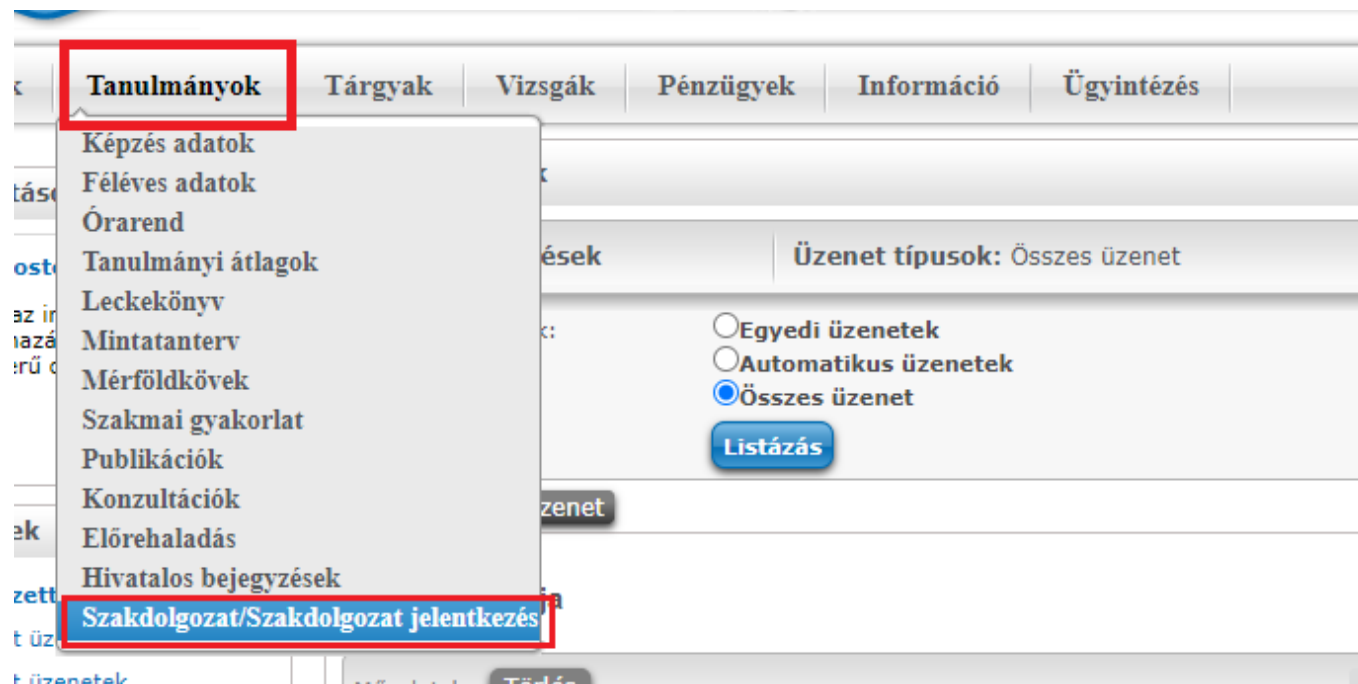 Tanulmányok Tárgyak Vizsgák Pénzügyek Információ Ügyintézés
Képzés adatok
Féléves adatok
Órarend
Tanulmányi átlagok
Leckekönyv
Mintatanterv
Mérföldkövek
Szakmai gyakorlat
Publikációk
Konzultációk
Előrehaladás
Hivatalos bejegyzések
Szakdolgozat/Szakdolgozat jelentkezés
Üzenet típusok: Összes üzenet
Egyedi üzenetek
Automatikus üzenetek
Összes üzenet
Listázás